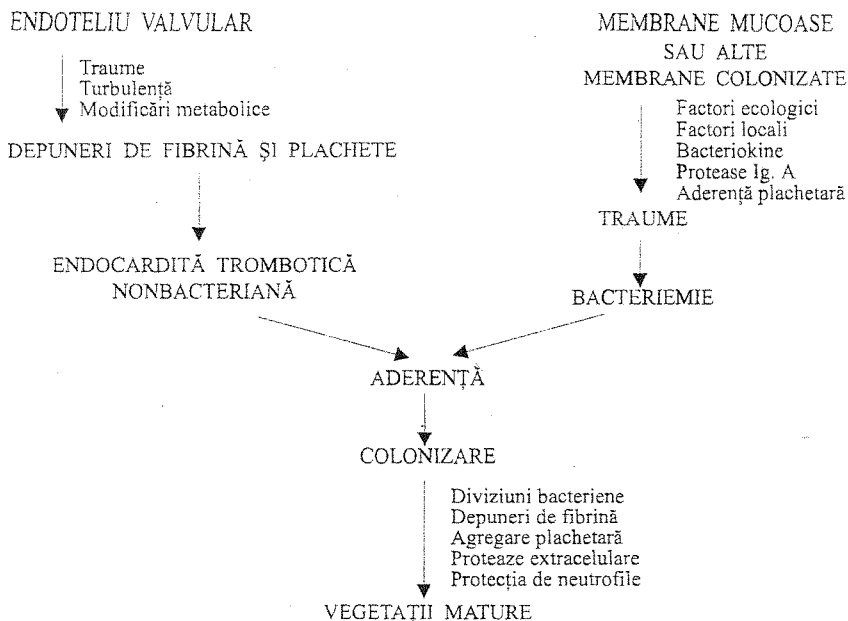 ENDOTELIU VALVULAR
Traume
Turbulență
Modificări metabolice
DEPUNERI DE FIBRINĂ ȘI PLACHETE
ENDOCARDITĂ TROMBOTICĂ
NONBACTERIANĂ
MEMBRANE MUCOASE
SAU ALTE
MEMBRANE COLONIZATE
Factori ecologici
Factori locali
Bacteriokine
Protease Ig. A
Aderență plachetară
TRAUME
BACTERIEMIE
ADERENȚĂ
COLONIZARE
Diviziuni bacteriene
Depuneri de fibrină
Agregare plachetară
Proteaze extracelulare
Protecția de neutrofile
VEGETAȚII MATURE